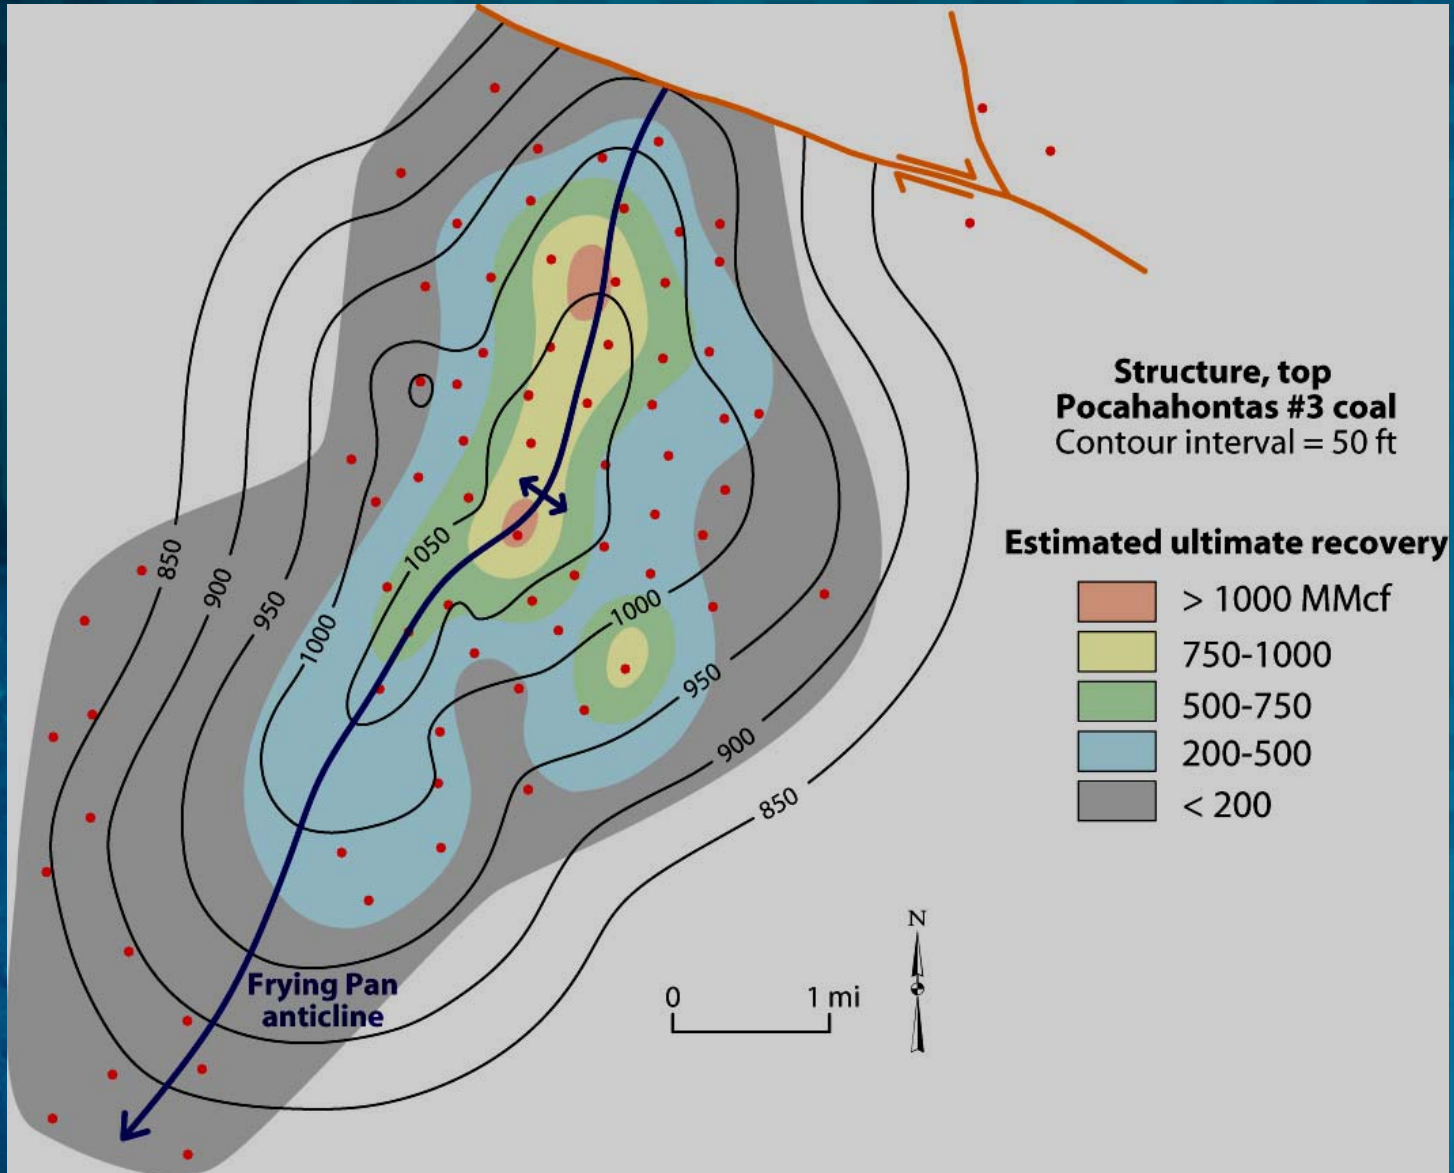 Structure, top
Pocahahontas #3 coal
Contour interval = 50 ft
Estimated ultimate recovery
> 1000 MMcf
750-1000
500-750
200-500
< 200
850
900
950
1000
1050
1000
950
900
850
Frying Pan
anticline
0 1 mi
N